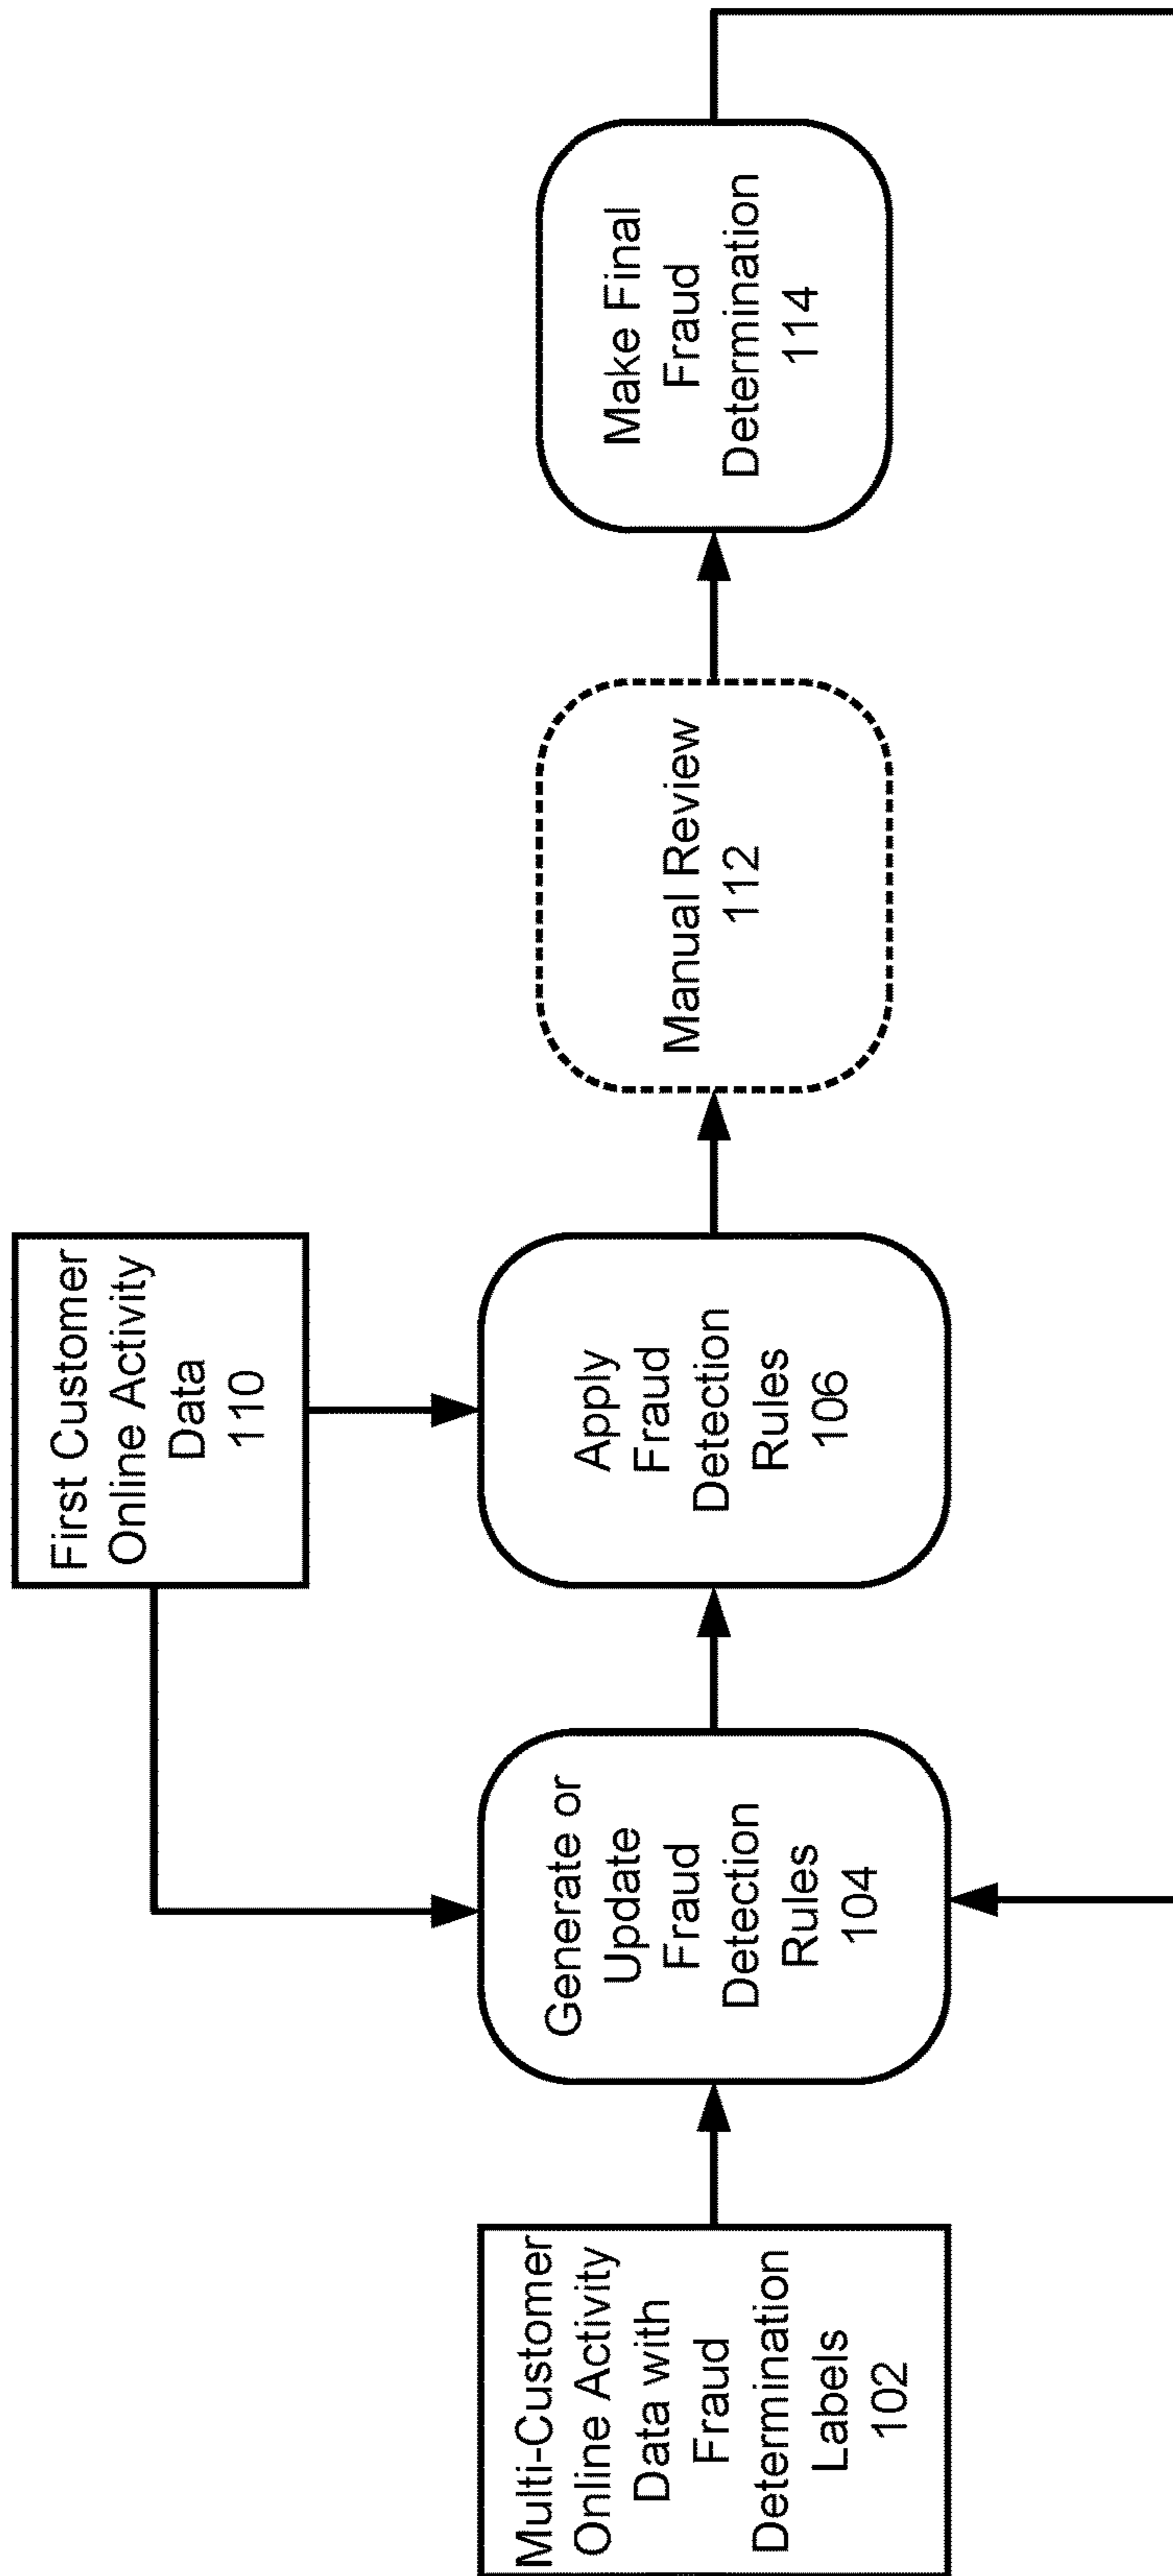 First Customer
Online Activity
Data
110
Multi-Customer
Online Activity
Data with
Fraud
Determination
Labels
102
Generate or
Update
Fraud
Detection
Rules
104
Apply
Fraud
Detection
Rules
106
Manual Review
112
Make Final
Fraud
Determination
114